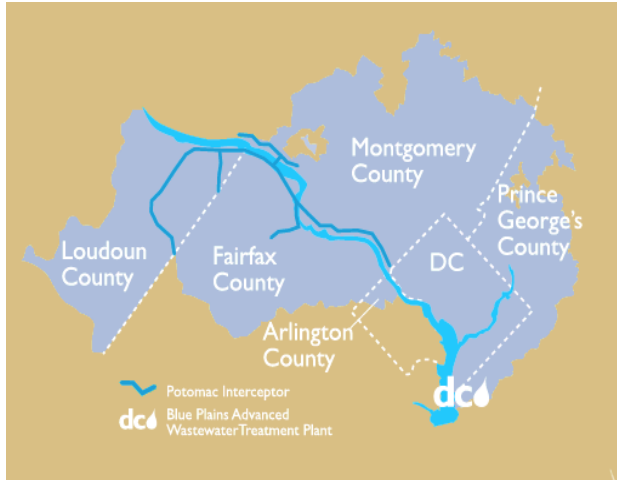 Montgomery
County
Prince
George's
County
Loudoun
County
Fairfax
County
DC
Arlington
County
dc
Potomac Interceptor
dc
Blue Plains Advanced
Wastewater Treatment Plant